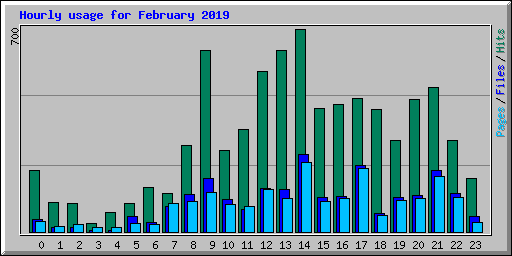 Hourly usage for February 2019
700
Pages / Files / Hits
0 1 2 3 4 5 6 7 8 9 10 11 12 13 14 15 16 17 18 19 20 21 22 23